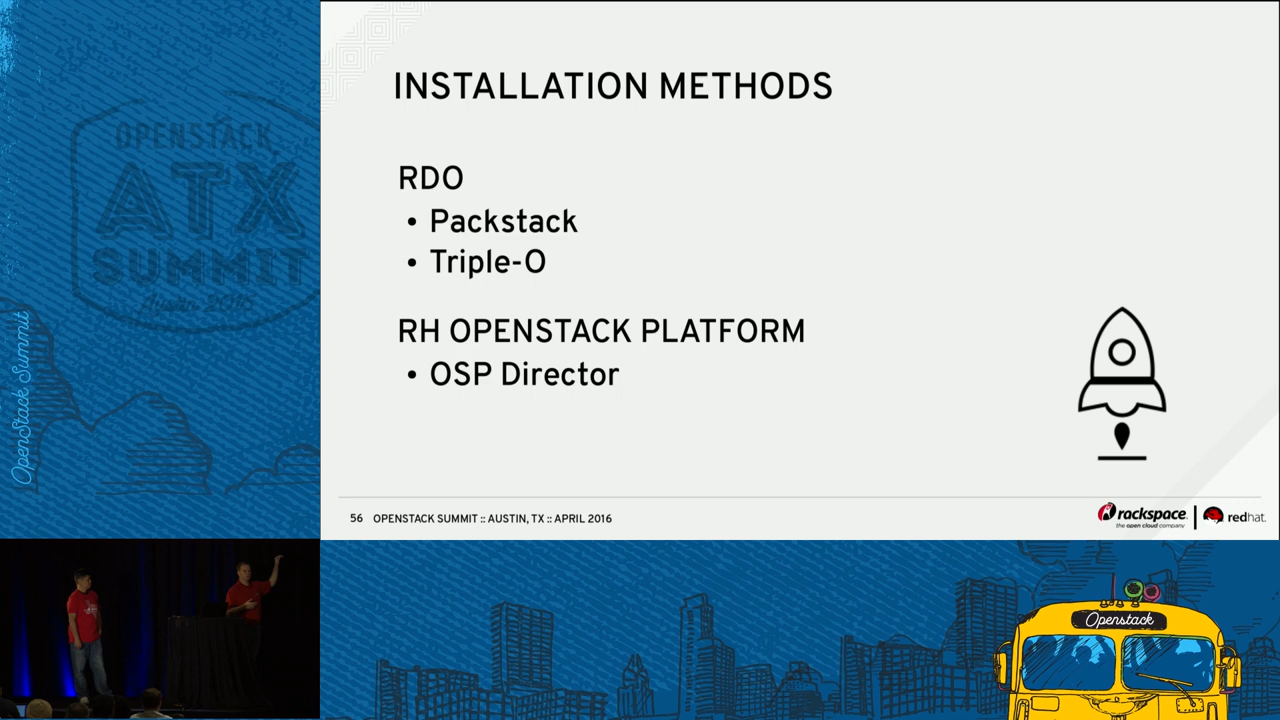 OPENSTACK
ATX
SUMMIT
Austin 2016
OpenStack Summit
INSTALLATION METHODS
RDO
• Packstack
• Triple-O
RH OPENSTACK PLATFORM
• OSP Director
56 OPENSTACK SUMMIT :: AUSTIN, TX :: APRIL 2016
rackspace.
the open cloud company
redhat.
Openstack